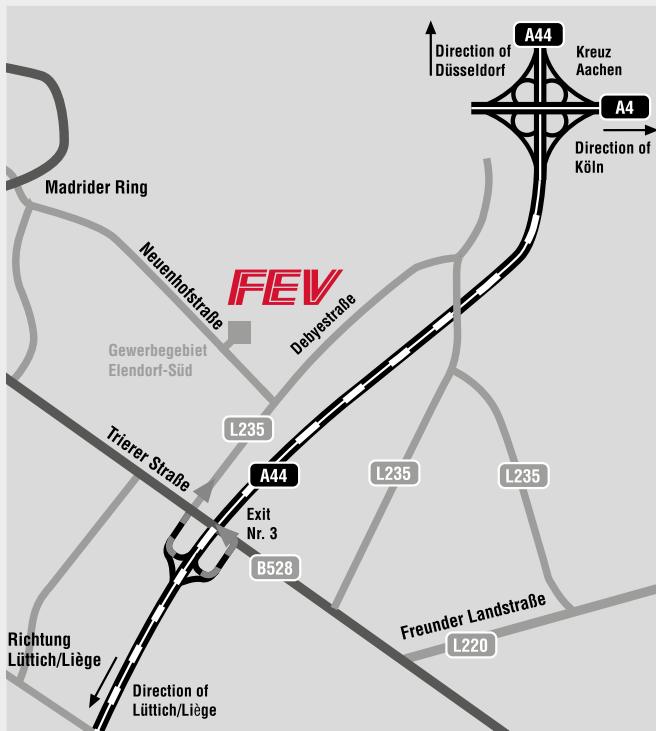 A44
Direction of
Düsseldorf
Kreuz
Aachen
A4
Direction of
Köln
Madrider Ring
Neuenhofstraße
FEV
Debyestraße
Gewerbegebiet
Elendorf-Süd
L235
Trierer Straße
A44
L235
L235
Exit
Nr. 3
B528
Freunder Landstraße
L220
Richtung
Lüttich/Liège
Direction of
Lüttich/Liège